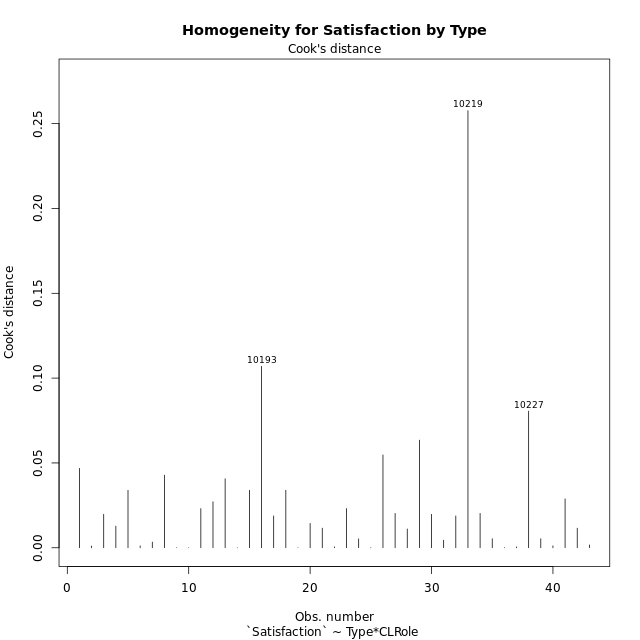 Homogeneity for Satisfaction by Type
Cook's distance
10219
10193
10227
Cook's distance
0.25
0.20
0.15
0.10
0.05
0.00
0 10 20 30 40
Obs. number
`Satisfaction` ~ Type*CLRole